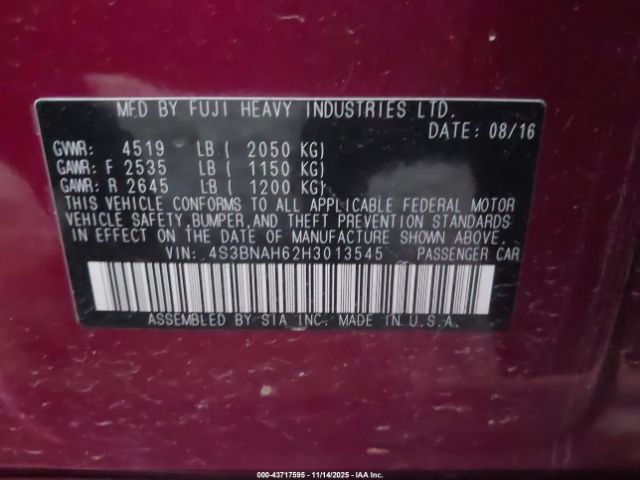 MFD BY FUJI HEAVY INDUSTRIES LTD.
DATE: 08/16
GVWR: 4519 LB ( 2050 KG)
GAWR: F 2535 LB ( 1150 KG)
GAWR: R 2645 LB ( 1200 KG)
THIS VEHICLE CONFORMS TO ALL APPLICABLE FEDERAL MOTOR
VEHICLE SAFETY,BUMPER,AND THEFT PREVENTION STANDARDS
IN EFFECT ON THE DATE OF MANUFACTURE SHOWN ABOVE.
VIN: 4S3BNAH62H3013545 PASSENGER CAR
ASSEMBLED BY SIA INC. MADE IN U.S.A.
000-43717595 - 11/14/2025 - IAA Inc.